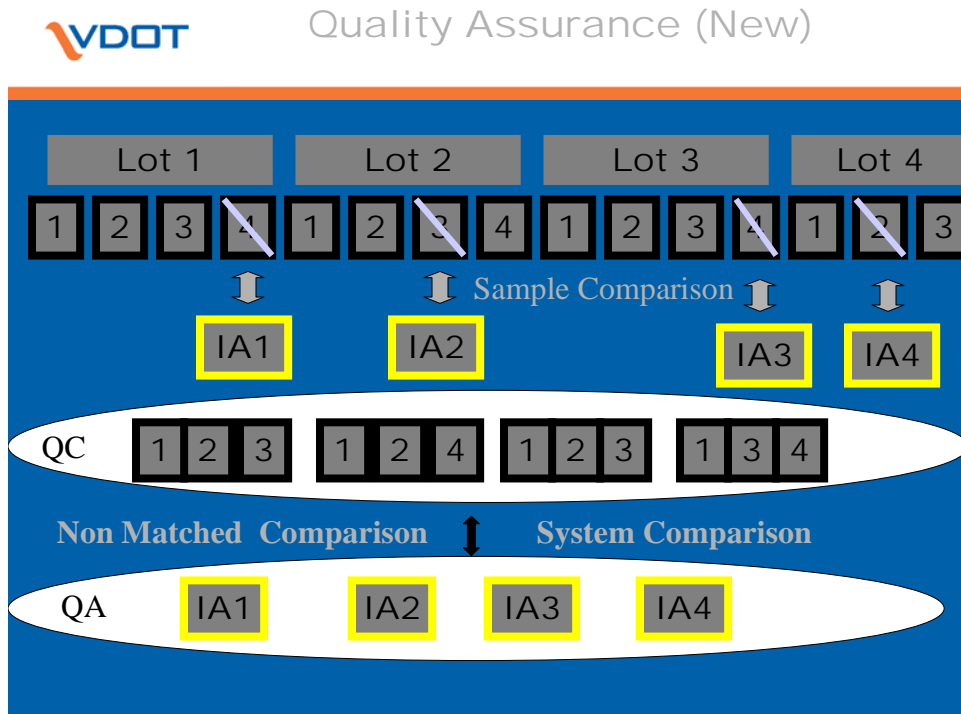 VDOT
Quality Assurance (New)
Lot 1 Lot 2 Lot 3 Lot 4
1 2 3 4 1 2 3 4 1 2 3 4 1 2 3
Sample Comparison
IA1 IA2 IA3 IA4
QC 1 2 3 1 2 4 1 2 3 1 3 4
Non Matched Comparison System Comparison
QA IA1 IA2 IA3 IA4